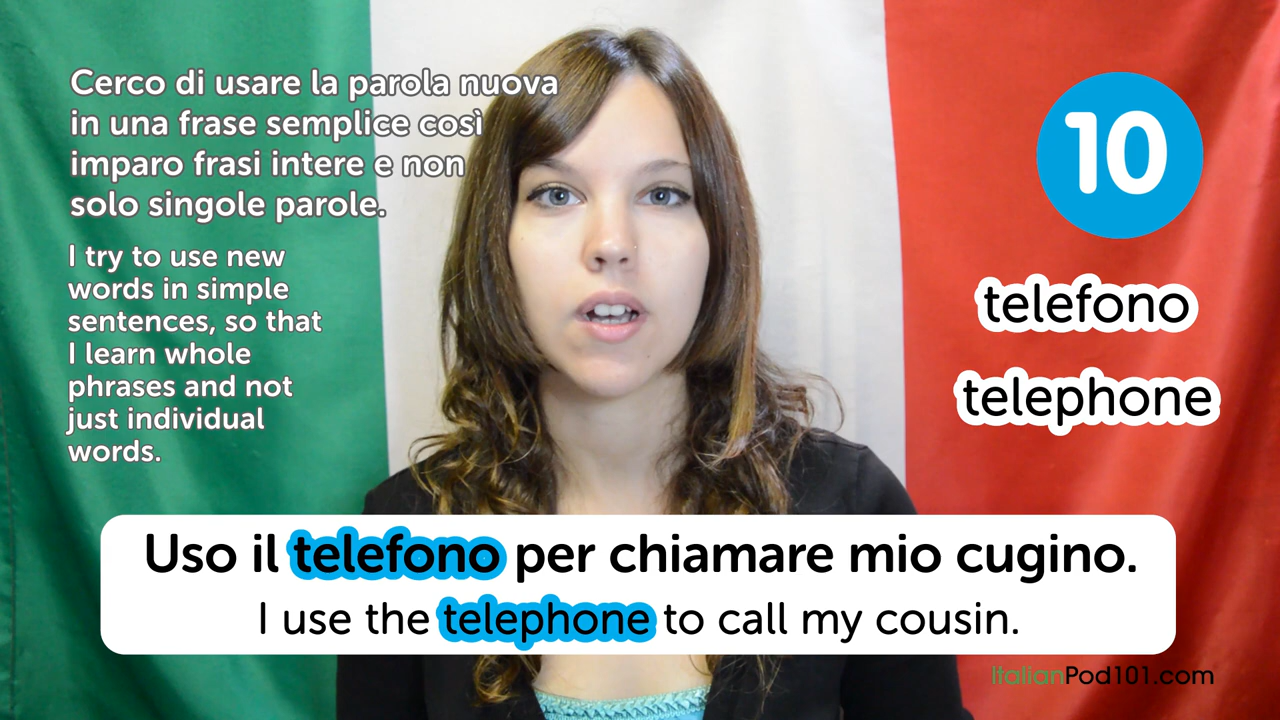 Cerco di usare la parola nuova
in una frase semplice così
imparo frasi intere e non
solo singole parole.
I try to use new
words in simple
sentences, so that
I learn whole
phrases and not
just individual
words.
10
telefono
telephone
Uso il telefono per chiamare mio cugino.
I use the telephone to call my cousin.
ItalianPod101.com